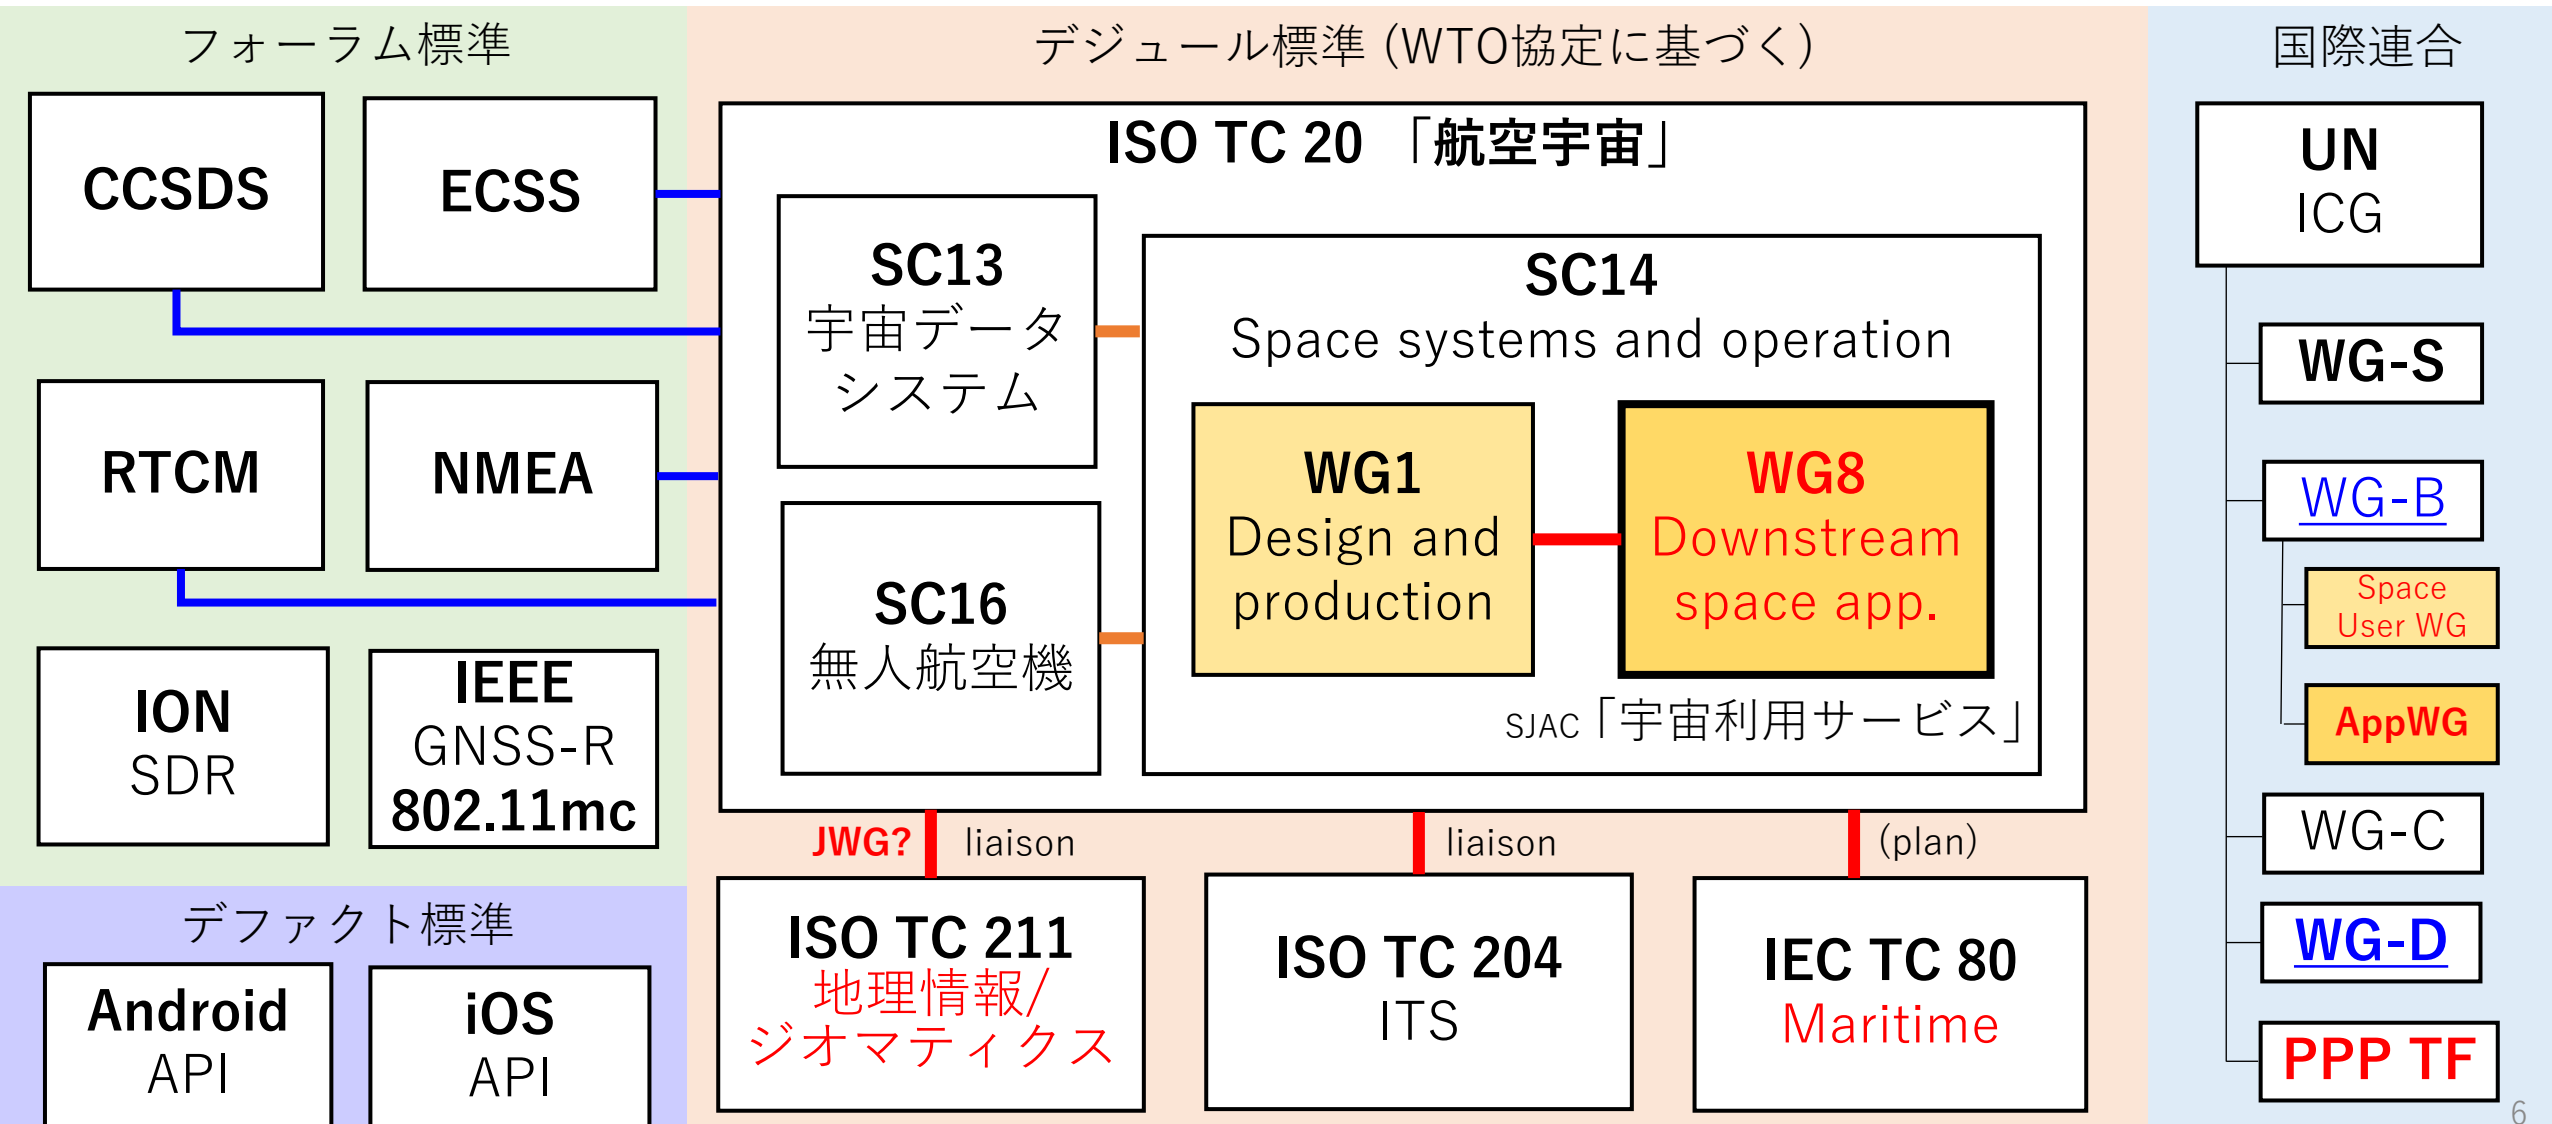 フォーラム標準
CCSDS
ECSS
RTCM
NMEA
ION
SDR
IEEE
GNSS-R
802.11mc
デファクト標準
Android
API
iOS
API
デジュール標準 (WTO協定に基づく)
ISO TC 20 「航空宇宙」
SC13
宇宙データ
システム
SC16
無人航空機
SC14
Space systems and operation
WG1
Design and
production
WG8
Downstream
space app.
SJAC「宇宙利用サービス」
JWG? liaison
liaison
(plan)
ISO TC 211
地理情報/
ジオマティクス
ISO TC 204
ITS
IEC TC 80
Maritime
国際連合
UN
ICG
WG-S
WG-B
Space
User WG
AppWG
WG-C
WG-D
PPP TF
6